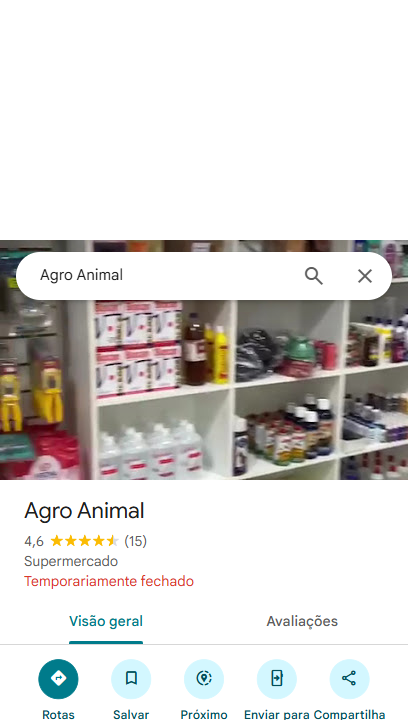 Agro Animal
Agro Animal
4,6 (15)
Supermercado
Temporariamente fechado
Visão geral Avaliações
Rotas Salvar Próximo Enviar para Compartilha